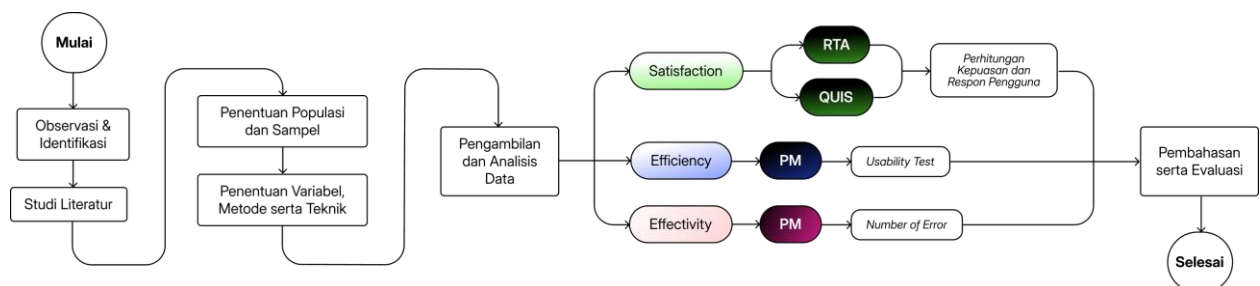 Mulai
Observasi &
Identifikasi
Studi Literatur
Penentuan Populasi
dan Sampel
Penentuan Variabel,
Metode serta Teknik
Pengambilan
dan Analisis
Data
Satisfaction
RTA
QUIS
Perhitungan
Kepuasan dan
Respon Pengguna
Efficiency
PM
Usability Test
Effectivity
PM
Number of Error
Pembahasan
serta Evaluasi
Selesai